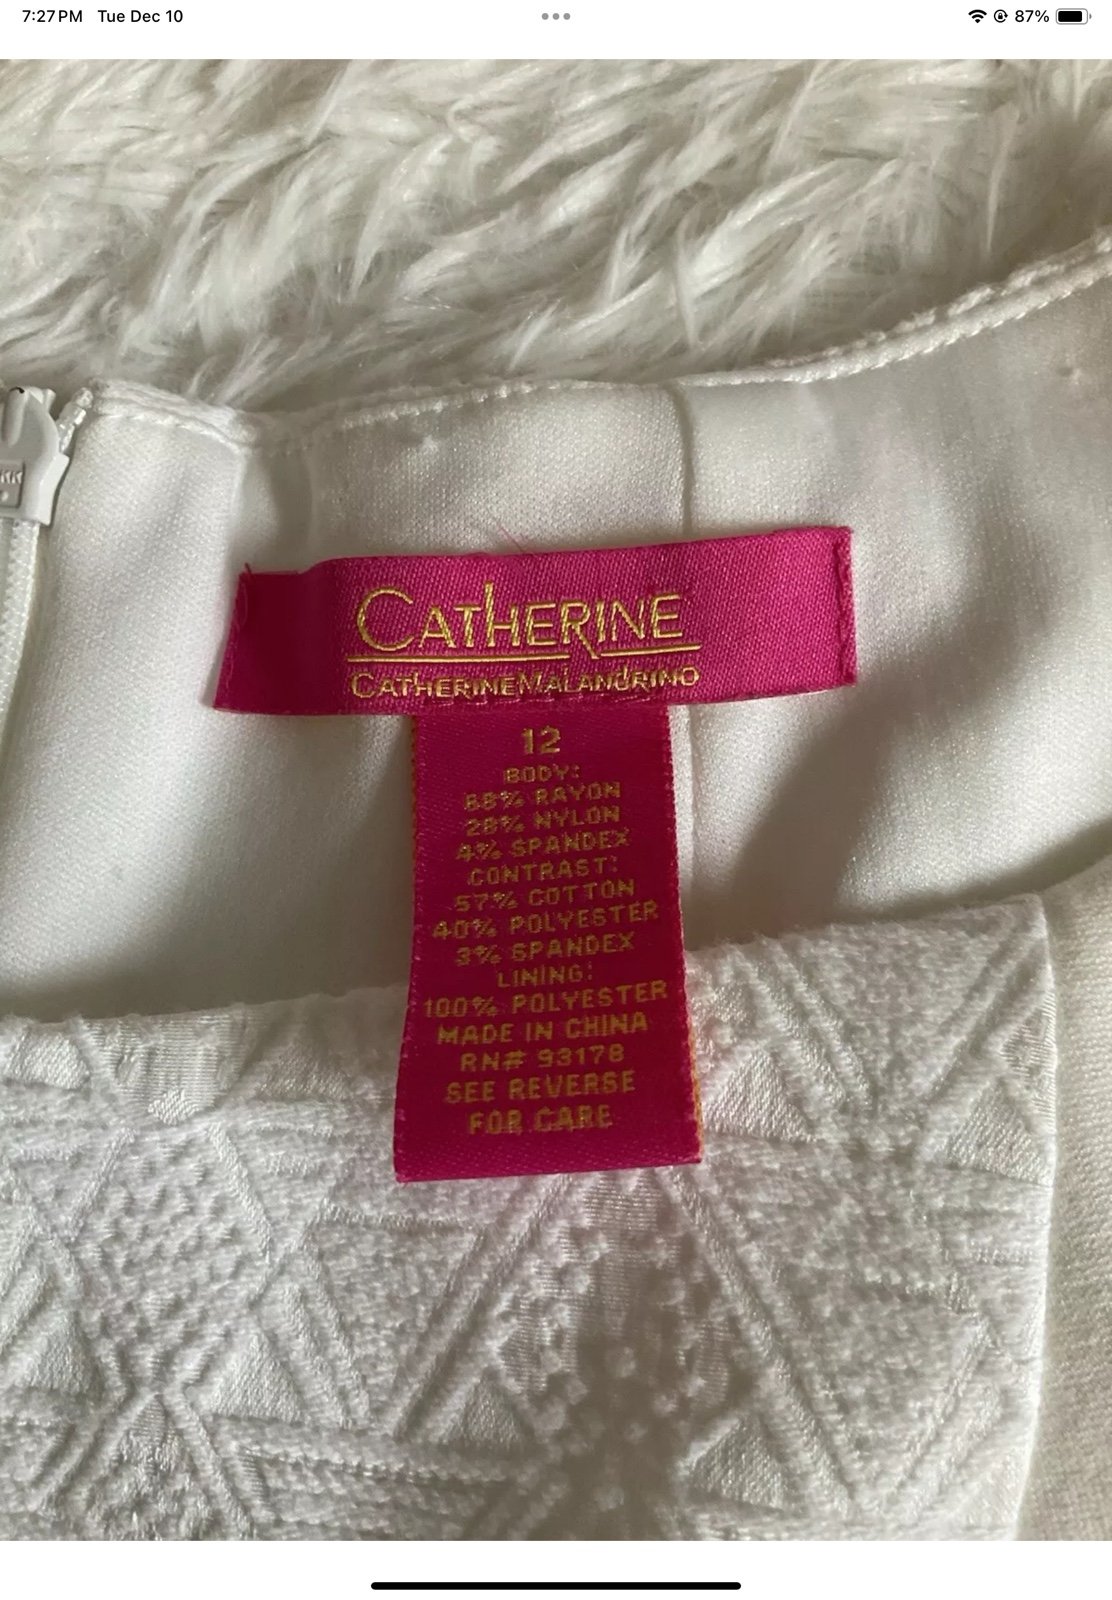 7:27 PM Tue Dec 10
87%
CATHERINE
CATHERINE MALANDRINO
12
BODY:
68% RAYON
28% NYLON
4% SPANDEX
CONTRAST:
57% COTTON
40% POLYESTER
3% SPANDEX
LINING:
100% POLYESTER
MADE IN CHINA
RN# 93178
SEE REVERSE
FOR CARE